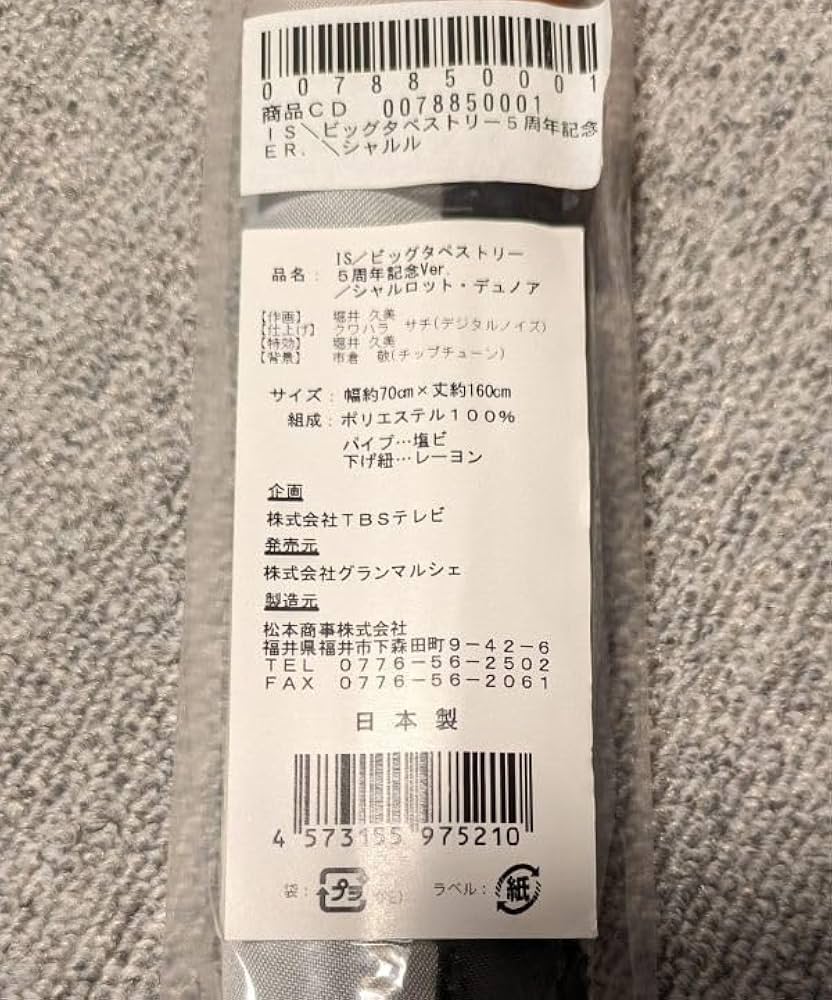 0078850001
商品CD 0078850001
IS＼ビッグタペストリー５周年記念
ER. ＼シャルル
品名： IS／ビッグタペストリー
５周年記念Ver.
／シャルロット・デュノア
【作画】 堀井 久美
【仕上げ】 クワハラ サチ(デジタルノイズ)
【特効】 堀井 久美
【背景】 市倉 敬(チップチューン)
サイズ：幅約70㎝×丈約160㎝
組成：ポリエステル１００％
パイプ…塩ビ
下げ紐…レーヨン
企画
株式会社ＴＢＳテレビ
発売元
株式会社グランマルシェ
製造元
松本商事株式会社
福井県福井市下森田町９－４２－６
ＴＥＬ ０７７６－５６－２５０２
ＦＡＸ ０７７６－５６－２０６１
日本製
4 573155 975210
袋： プラ ラベル： 紙